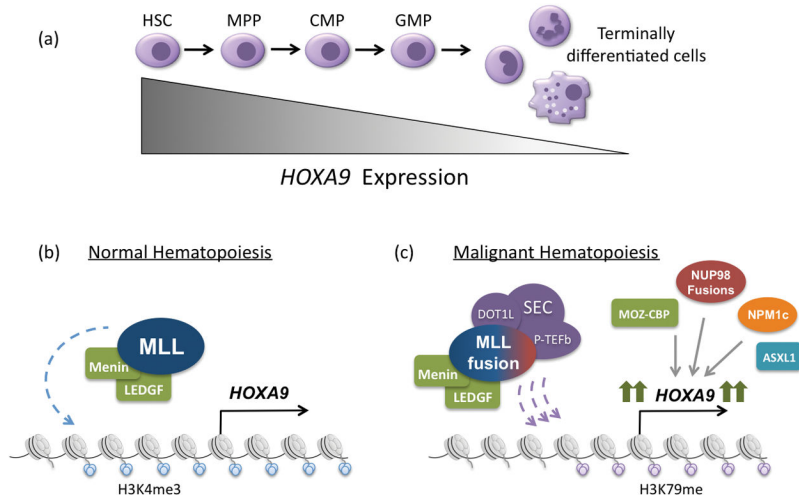 (a)
HSC MPP CMP GMP
Terminally
differentiated cells
HOXA9 Expression
(b) Normal Hematopoiesis
MLL
Menin
LEDGF
HOXA9
H3K4me3
(c) Malignant Hematopoiesis
DOT1L SEC
P-TEFb
MLL
fusion
Menin
LEDGF
MOZ-CBP
NUP98
Fusions
NPM1c
ASXL1
HOXA9
H3K79me